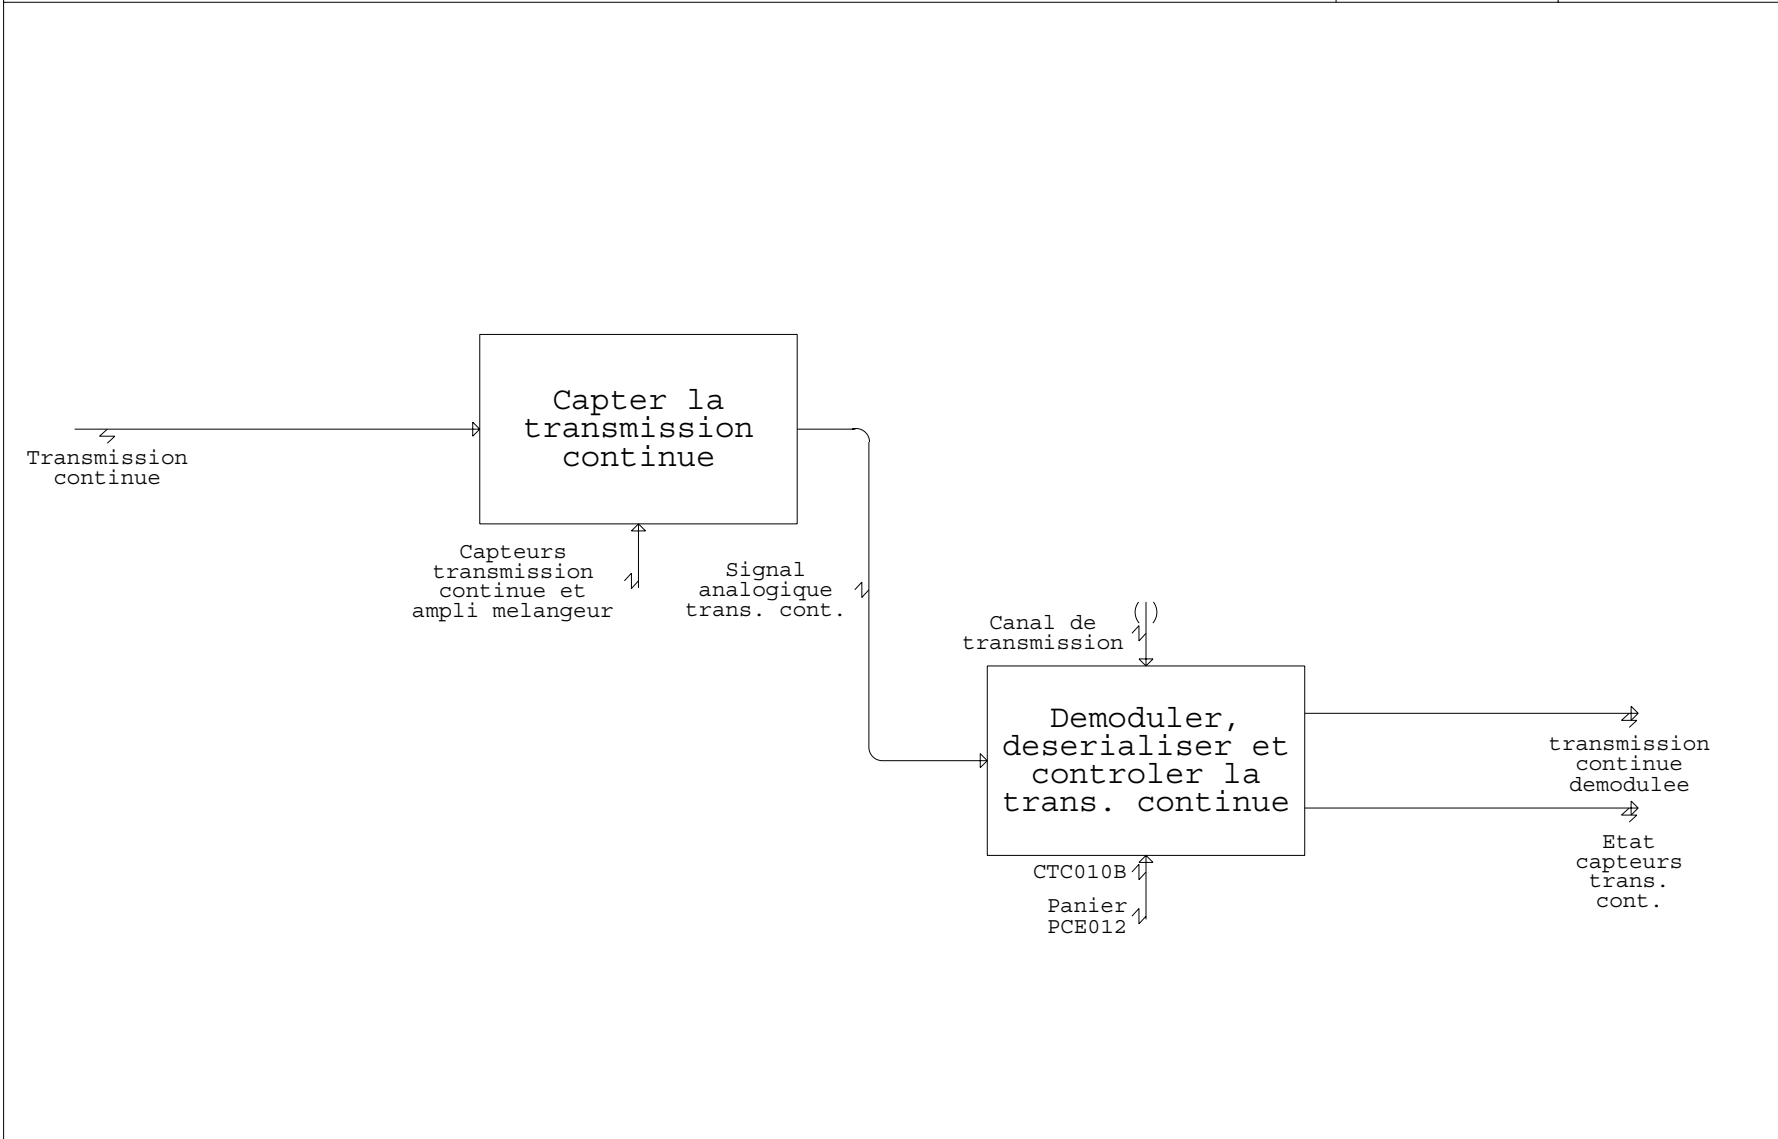 Capter la
transmission
continue
Transmission
continue
Capteurs
transmission
continue et
ampli melangeur
Signal
analogique
trans. cont.
Canal de
transmission
()
Demoduler,
deserialiser et
controler la
trans. continue
transmission
continue
demodulee
Etat
capteurs
trans.
cont.
CTC010B
Panier
PCE012